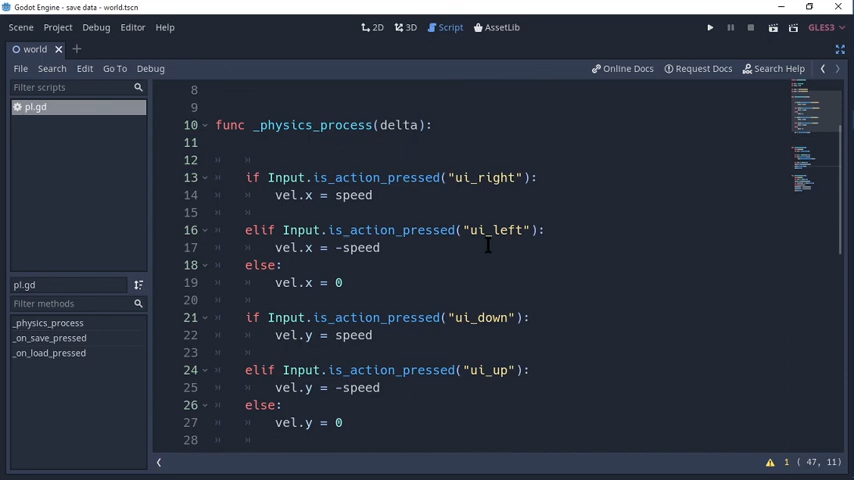 Godot Engine - save data - world.tscn
Scene Project Debug Editor Help 2D 3D Script AssetLib GLES3
world
File Search Edit Go To Debug Online Docs Request Docs Search Help
Filter scripts
pl.gd
pl.gd
Filter methods
_physics_process
_on_save_pressed
_on_load_pressed
8
9
10 func _physics_process(delta):
11
12
13 if Input.is_action_pressed("ui_right"):
14 vel.x = speed
15
16 elif Input.is_action_pressed("ui_left"):
17 vel.x = -speed
18 else:
19 vel.x = 0
20
21 if Input.is_action_pressed("ui_down"):
22 vel.y = speed
23
24 elif Input.is_action_pressed("ui_up"):
25 vel.y = -speed
26 else:
27 vel.y = 0
28
1 ( 47, 11)